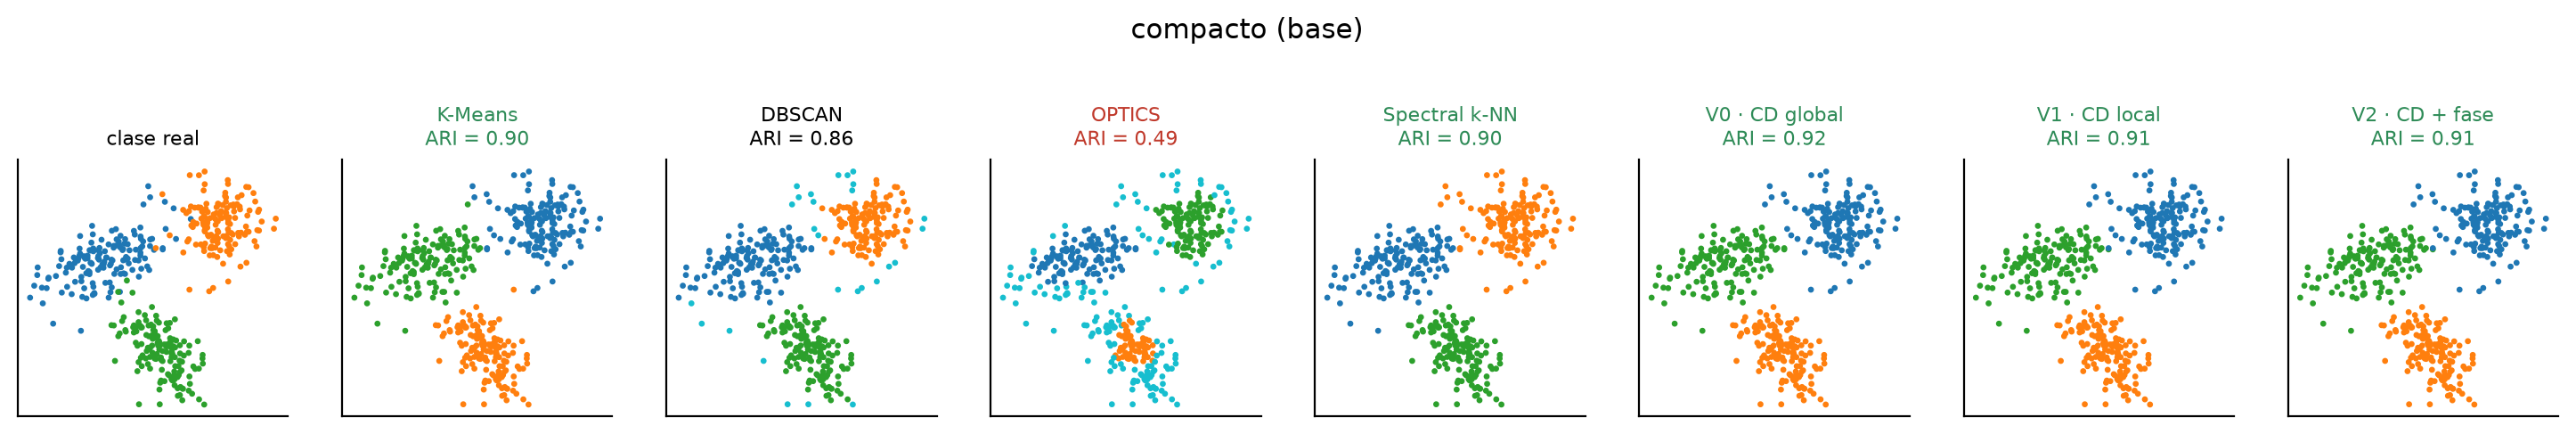 compacto (base)
clase real
K-Means
ARI = 0.90
DBSCAN
ARI = 0.86
OPTICS
ARI = 0.49
Spectral k-NN
ARI = 0.90
V0 · CD global
ARI = 0.92
V1 · CD local
ARI = 0.91
V2 · CD + fase
ARI = 0.91